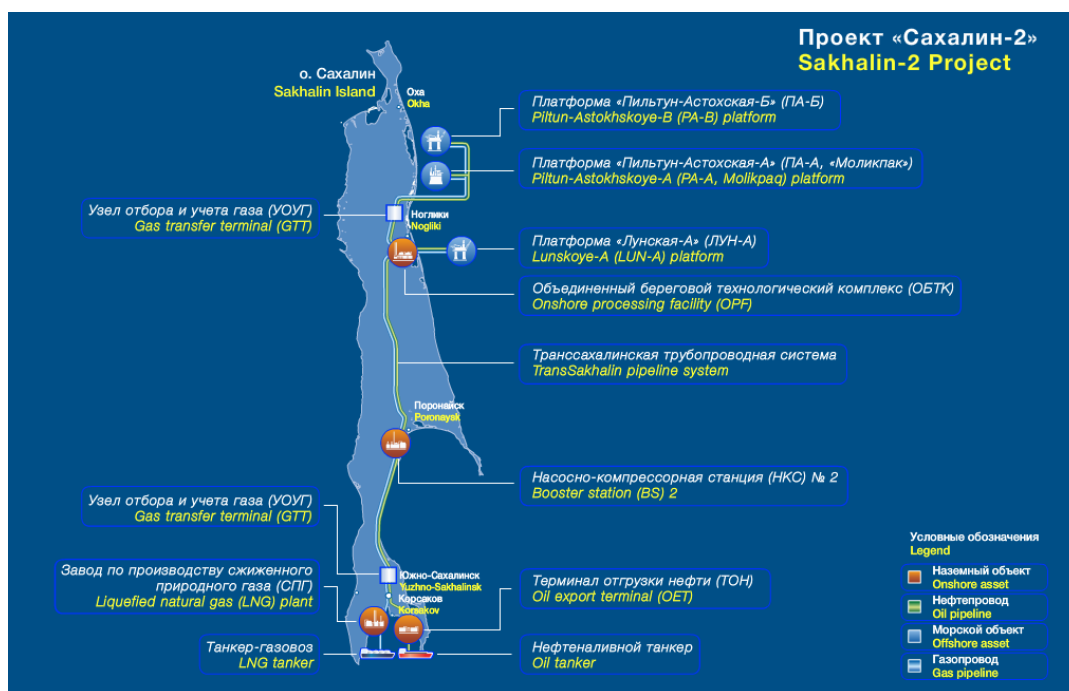 Проект «Сахалин-2»
Sakhalin-2 Project
о. Сахалин
Sakhalin Island
Оха
Okha
Платформа «Пильтун-Астохская-Б» (ПА-Б)
Piltun-Astokhskoye-B (PA-B) platform
Платформа «Пильтун-Астохская-А» (ПА-А, «Моликпак»)
Piltun-Astokhskoye-A (PA-A, Molikpaq) platform
Узел отбора и учета газа (УОУГ)
Gas transfer terminal (GTT)
Ноглики
Nogliki
Платформа «Лунская-А» (ЛУН-А)
Lunskoye-A (LUN-A) platform
Объединенный береговой технологический комплекс (ОБТК)
Onshore processing facility (OPF)
Транссахалинская трубопроводная система
TransSakhalin pipeline system
Поронайск
Poronaysk
Насосно-компрессорная станция (НКС) № 2
Booster station (BS) 2
Узел отбора и учета газа (УОУГ)
Gas transfer terminal (GTT)
Южно-Сахалинск
Yuzhno-Sakhalinsk
Корсаков
Korsakov
Завод по производству сжиженного
природного газа (СПГ)
Liquefied natural gas (LNG) plant
Терминал отгрузки нефти (ТОН)
Oil export terminal (OET)
Танкер-газовоз
LNG tanker
Нефтеналивной танкер
Oil tanker
Условные обозначения
Legend
Наземный объект
Onshore asset
Нефтепровод
Oil pipeline
Морской объект
Offshore asset
Газопровод
Gas pipeline